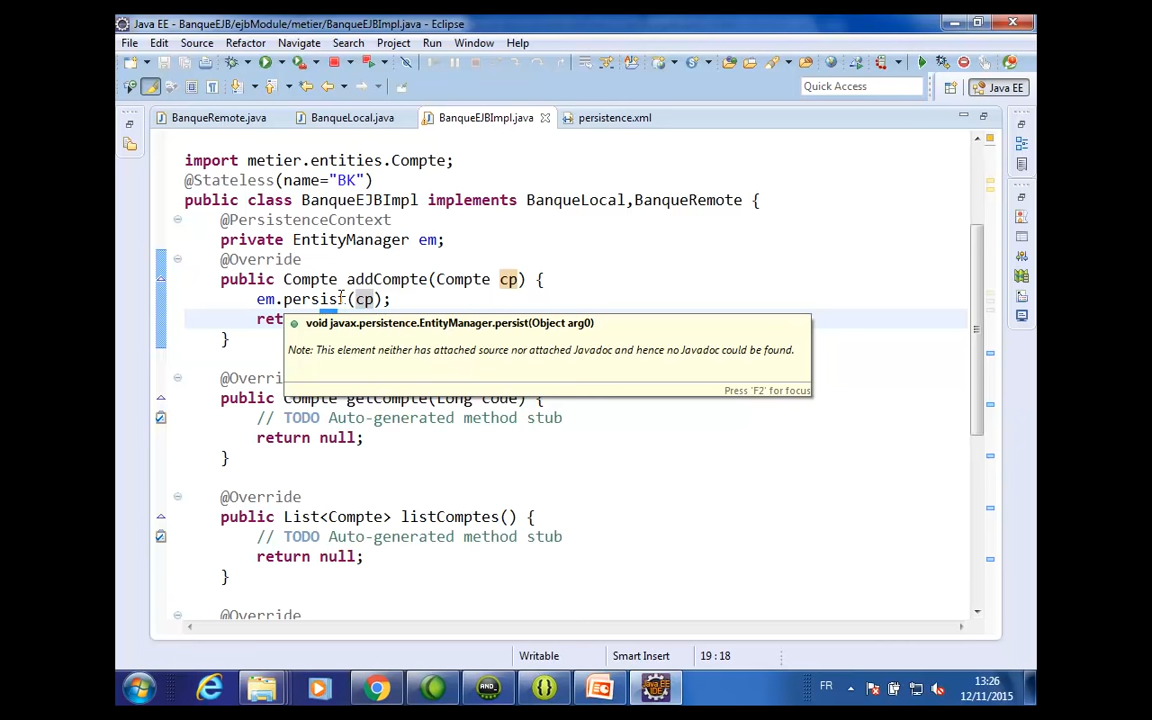 Java EE - BanqueEJB/ejbModule/metier/BanqueEJBImpl.java - Eclipse
File Edit Source Refactor Navigate Search Project Run Window Help
Quick Access
Java EE
BanqueRemote.java BanqueLocal.java BanqueEJBImpl.java persistence.xml
import metier.entities.Compte;
@Stateless(name="BK")
public class BanqueEJBImpl implements BanqueLocal,BanqueRemote {
@PersistenceContext
private EntityManager em;
@Override
public Compte addCompte(Compte cp) {
em.persist(cp);
ret
void javax.persistence.EntityManager.persist(Object arg0)
}
Note: This element neither has attached source nor attached Javadoc and hence no Javadoc could be found.
@Overri
Press 'F2' for focus
public Compte getCompte(Long code) {
// TODO Auto-generated method stub
return null;
}
@Override
public List<Compte> listComptes() {
// TODO Auto-generated method stub
return null;
}
@Override
Writable Smart Insert 19 : 18
FR
13:26
12/11/2015